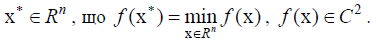 x* ∈ Rⁿ, що f(x*) = min f(x), f(x) ∈ C².
x∈Rⁿ